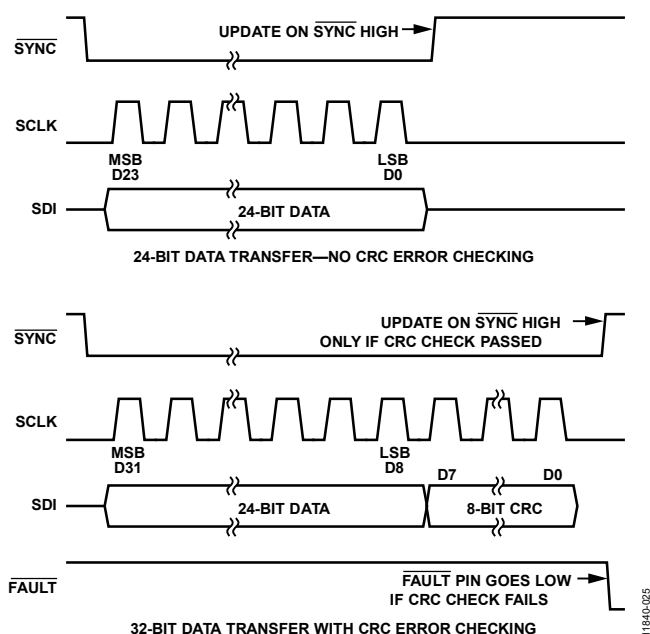 UPDATE ON SYNC HIGH
SYNC
SCLK
MSB
D23
LSB
D0
SDI
24-BIT DATA
24-BIT DATA TRANSFER—NO CRC ERROR CHECKING
SYNC
UPDATE ON SYNC HIGH
ONLY IF CRC CHECK PASSED
SCLK
MSB
D31
LSB
D8
D7
D0
SDI
24-BIT DATA
8-BIT CRC
FAULT
FAULT PIN GOES LOW
IF CRC CHECK FAILS
32-BIT DATA TRANSFER WITH CRC ERROR CHECKING
11840-025